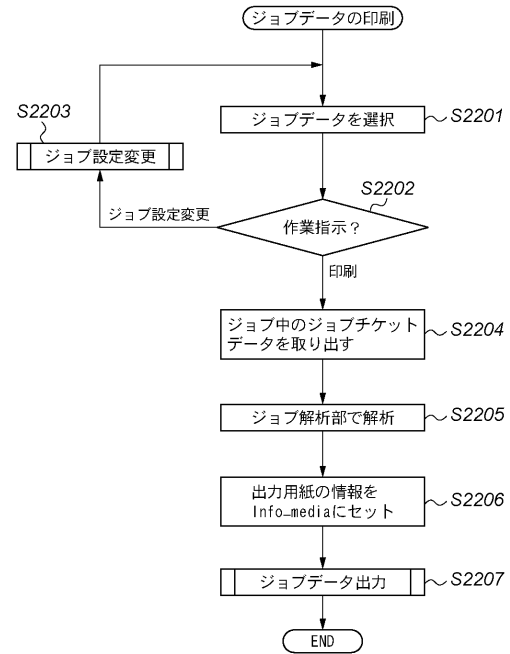 ジョブデータの印刷
S2203
ジョブデータを選択
S2201
ジョブ設定変更
S2202
ジョブ設定変更
作業指示?
印刷
ジョブ中のジョブチケット
データを取り出す
S2204
ジョブ解析部で解析
S2205
出力用紙の情報を
Info_mediaにセット
S2206
ジョブデータ出力
S2207
END